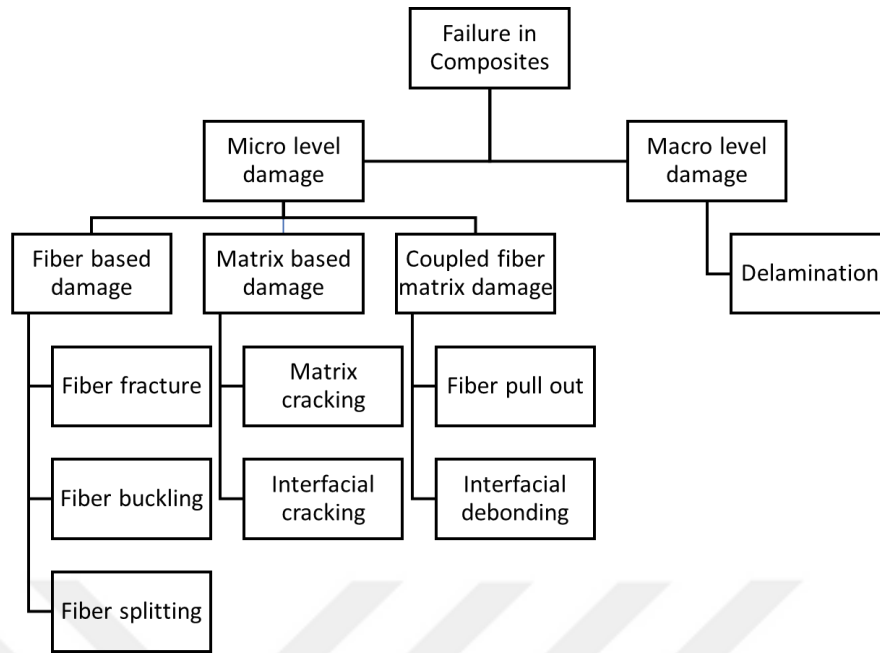 Failure in
Composites
Micro level
damage
Macro level
damage
Fiber based
damage
Matrix based
damage
Coupled fiber
matrix damage
Delamination
Fiber fracture
Matrix
cracking
Fiber pull out
Fiber buckling
Interfacial
cracking
Interfacial
debonding
Fiber splitting